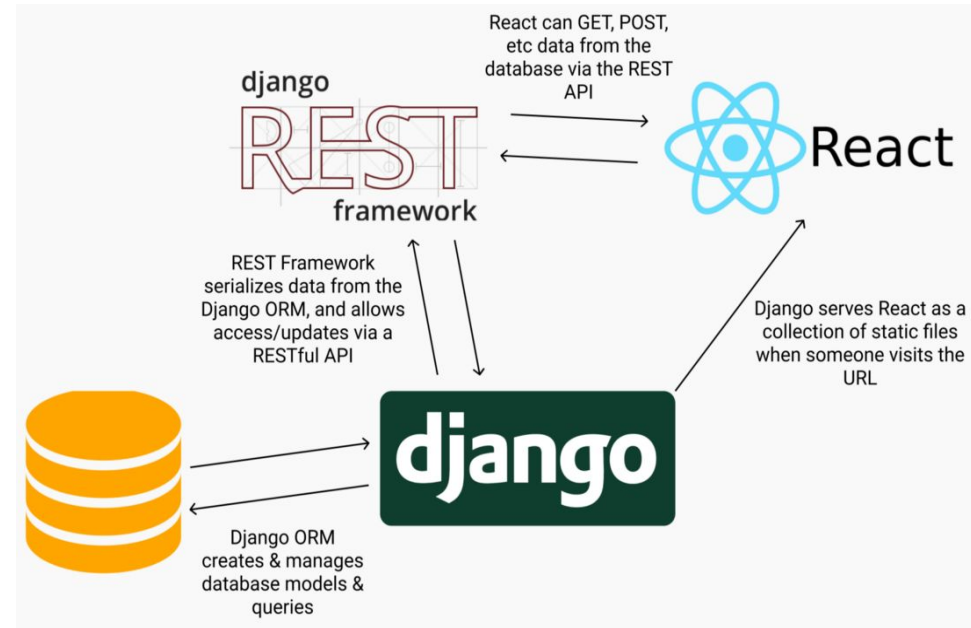 React can GET, POST,
etc data from the
database via the REST
API
django
REST
framework
React
REST Framework
serializes data from the
Django ORM, and allows
access/updates via a
RESTful API
Django serves React as a
collection of static files
when someone visits the
URL
django
Django ORM
creates & manages
database models &
queries